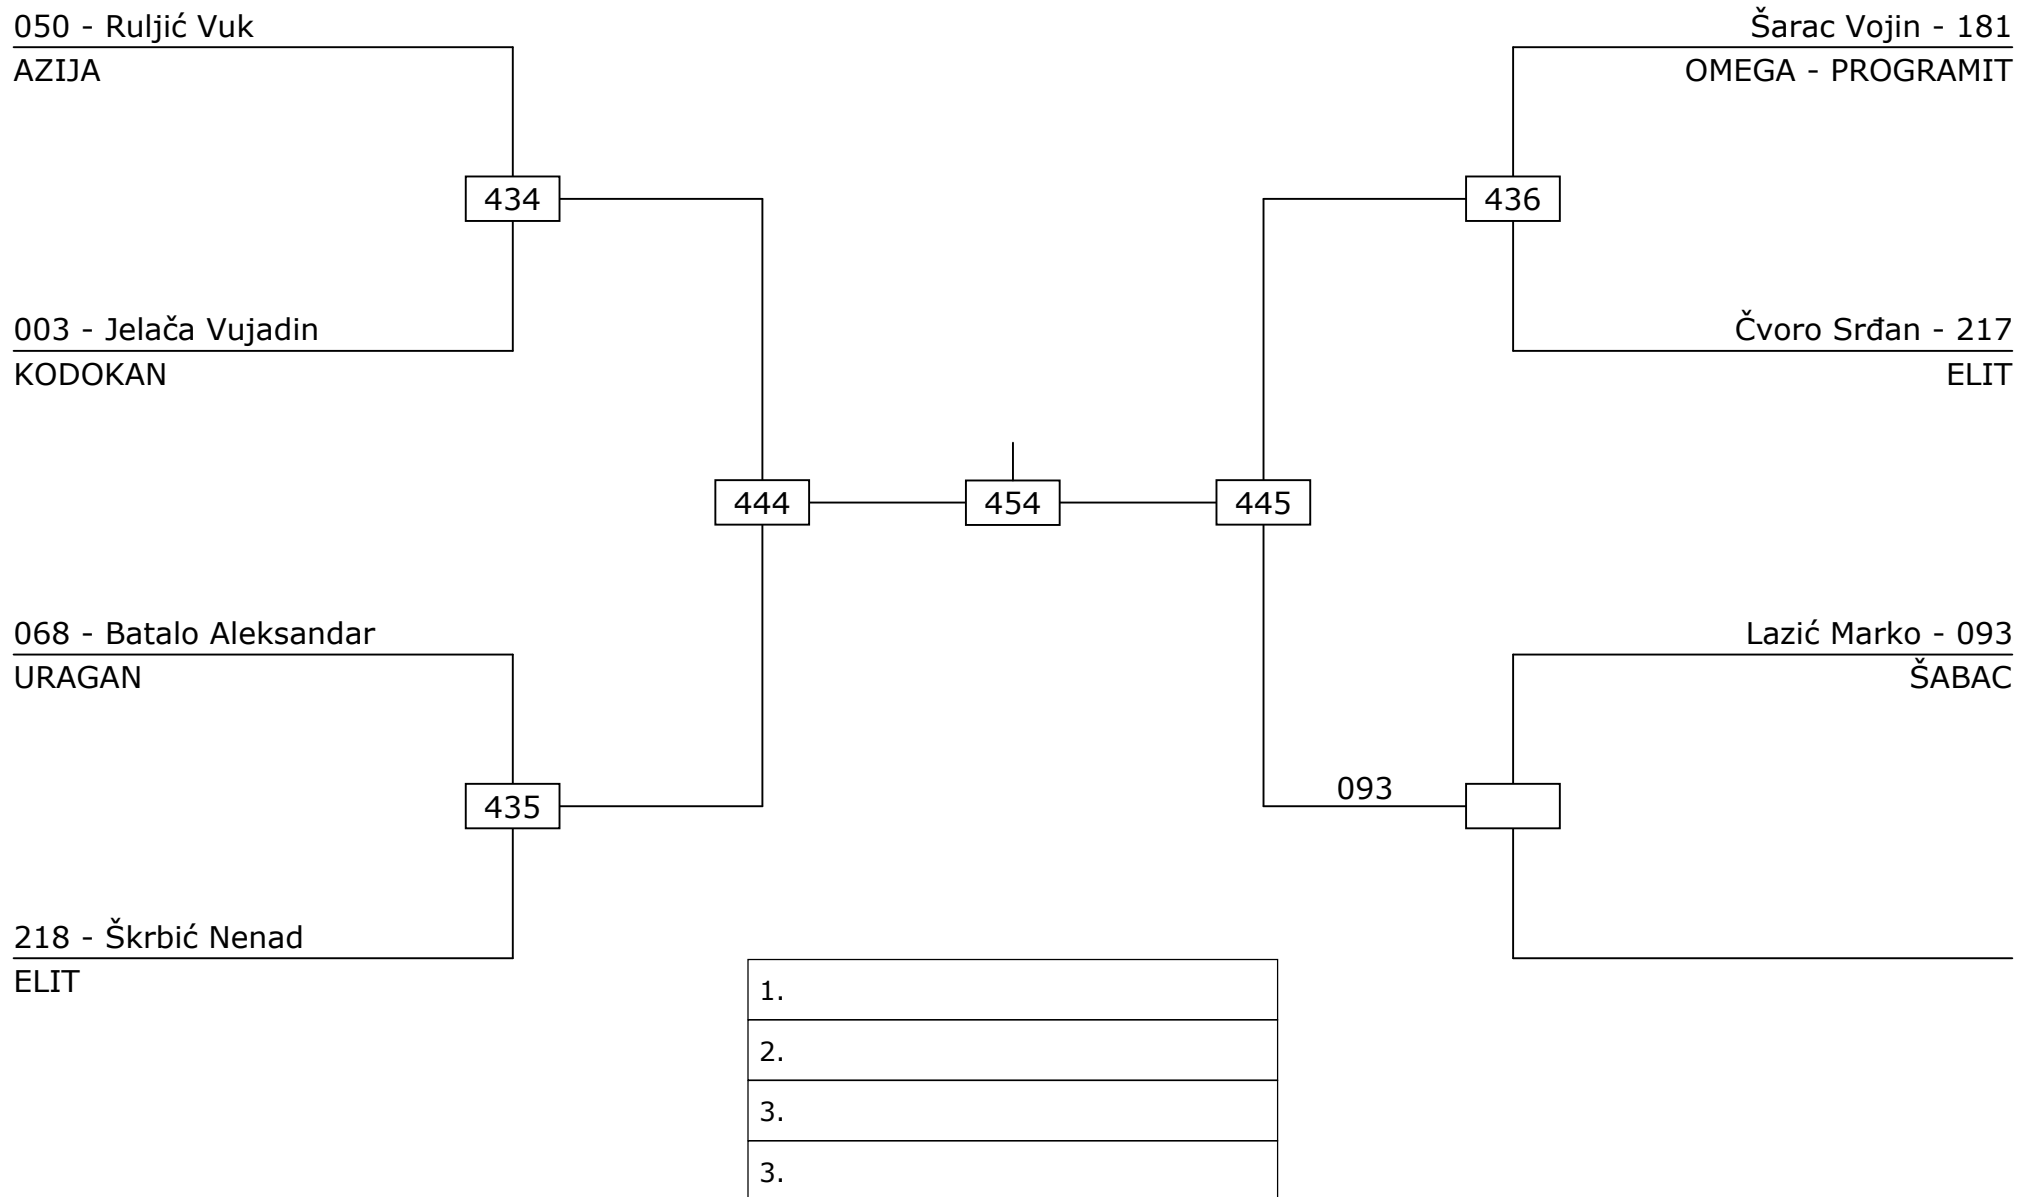 050 - Ruljić Vuk
AZIJA
Šarac Vojin - 181
OMEGA - PROGRAMIT
434
436
003 - Jelača Vujadin
KODOKAN
Čvoro Srđan - 217
ELIT
444
454
445
068 - Batalo Aleksandar
URAGAN
Lazić Marko - 093
ŠABAC
435
093
218 - Škrbić Nenad
ELIT
1.
2.
3.
3.